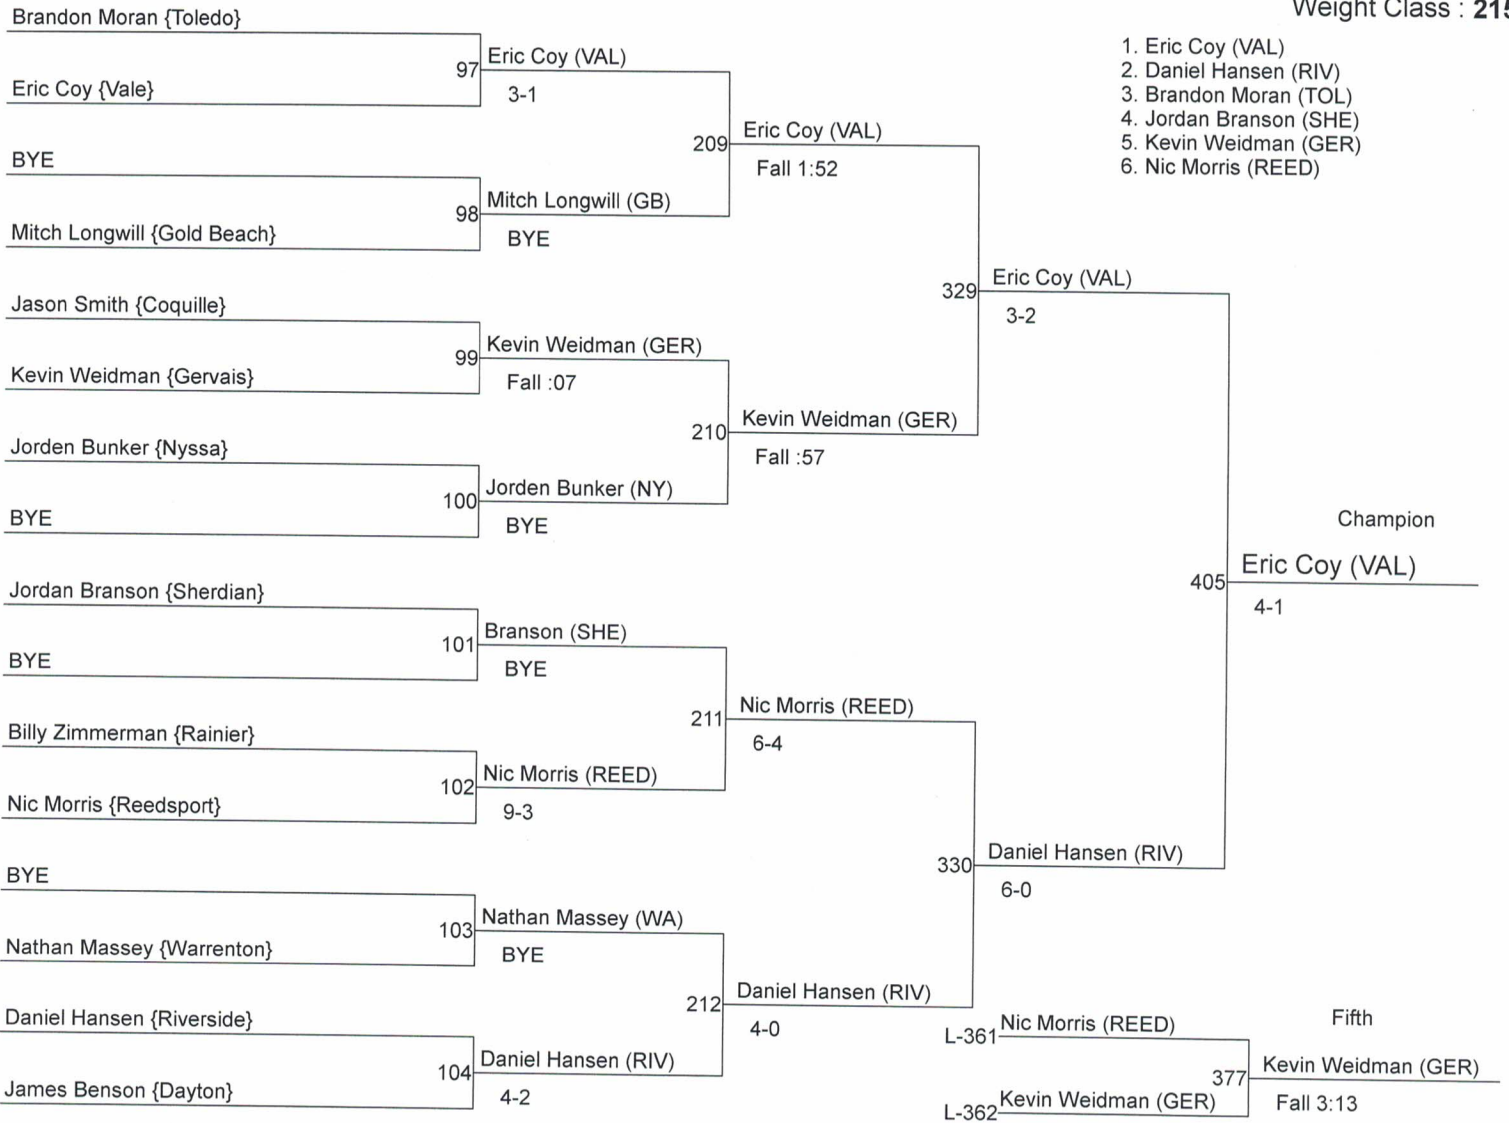 Weight Class : 215
Brandon Moran {Toledo}
97
Eric Coy (VAL)
3-1
Eric Coy {Vale}
209
Eric Coy (VAL)
Fall 1:52
BYE
98
Mitch Longwill (GB)
BYE
Mitch Longwill {Gold Beach}
329
Eric Coy (VAL)
3-2
Jason Smith {Coquille}
99
Kevin Weidman (GER)
Fall :07
Kevin Weidman {Gervais}
210
Kevin Weidman (GER)
Fall :57
Jorden Bunker {Nyssa}
100
Jorden Bunker (NY)
BYE
BYE
1. Eric Coy (VAL)
2. Daniel Hansen (RIV)
3. Brandon Moran (TOL)
4. Jordan Branson (SHE)
5. Kevin Weidman (GER)
6. Nic Morris (REED)
Champion
405
Eric Coy (VAL)
4-1
Jordan Branson {Sherdian}
101
Branson (SHE)
BYE
BYE
211
Nic Morris (REED)
6-4
Billy Zimmerman {Rainier}
102
Nic Morris (REED)
9-3
Nic Morris {Reedsport}
330
Daniel Hansen (RIV)
6-0
BYE
103
Nathan Massey (WA)
BYE
Nathan Massey {Warrenton}
212
Daniel Hansen (RIV)
4-0
Daniel Hansen {Riverside}
104
Daniel Hansen (RIV)
4-2
James Benson {Dayton}
Fifth
L-361
Nic Morris (REED)
377
Kevin Weidman (GER)
Fall 3:13
L-362
Kevin Weidman (GER)